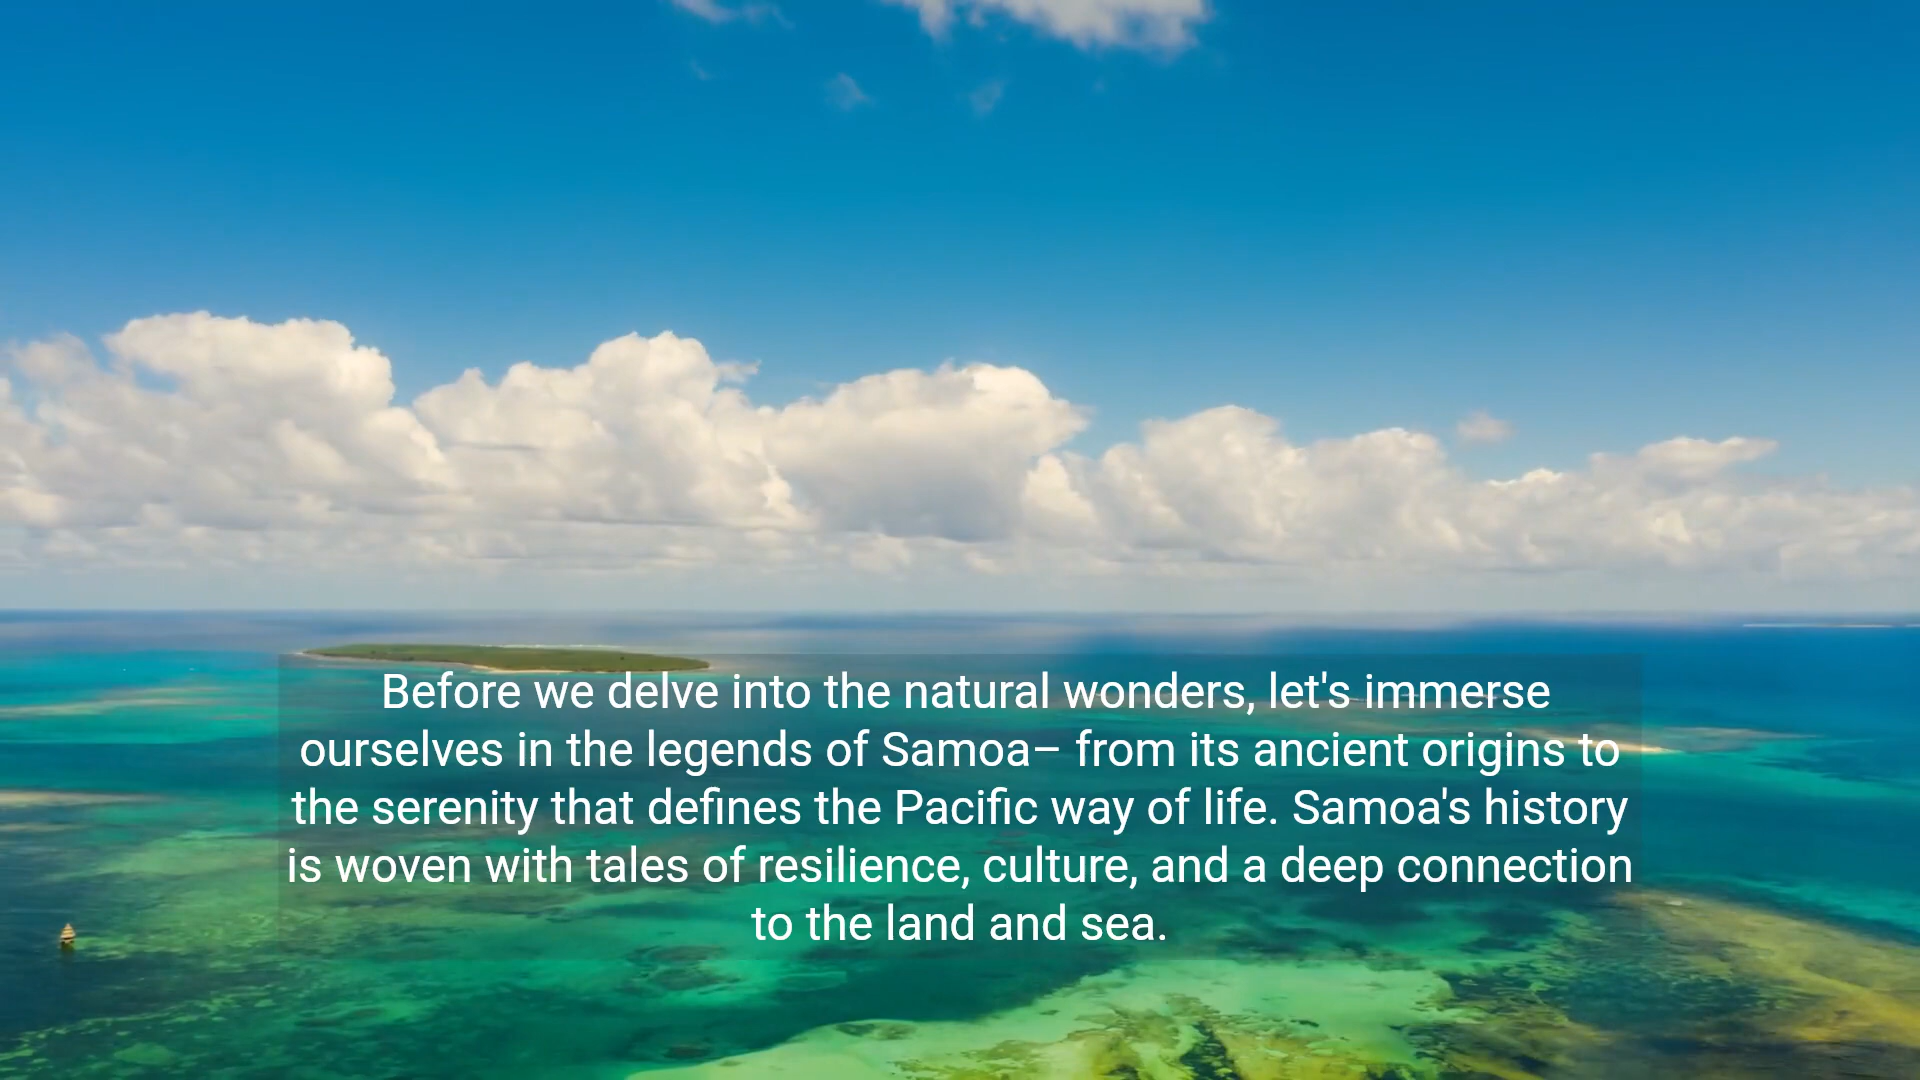 Before we delve into the natural wonders, let's immerse
ourselves in the legends of Samoa– from its ancient origins to
the serenity that defines the Pacific way of life. Samoa's history
is woven with tales of resilience, culture, and a deep connection
to the land and sea.